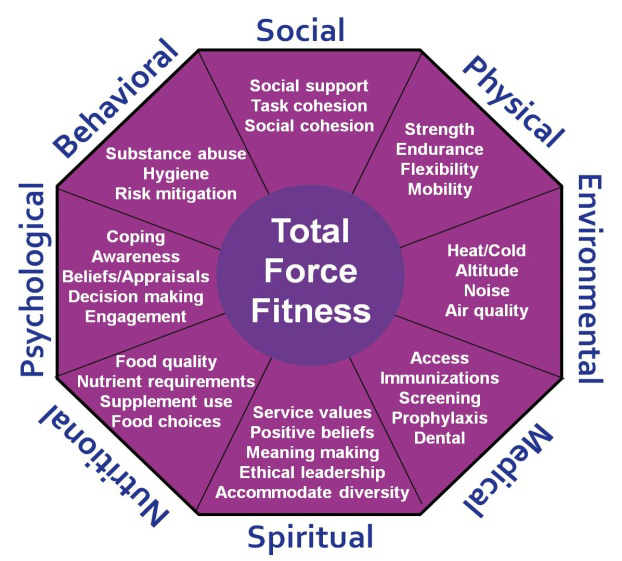 Social
Social support
Task cohesion
Social cohesion
Physical
Strength
Endurance
Flexibility
Mobility
Environmental
Heat/Cold
Altitude
Noise
Air quality
Medical
Access
Immunizations
Screening
Prophylaxis
Dental
Spiritual
Service values
Positive beliefs
Meaning making
Ethical leadership
Accommodate diversity
Nutritional
Food quality
Nutrient requirements
Supplement use
Food choices
Psychological
Coping
Awareness
Beliefs/Appraisals
Decision making
Engagement
Behavioral
Substance abuse
Hygiene
Risk mitigation
Total
Force
Fitness